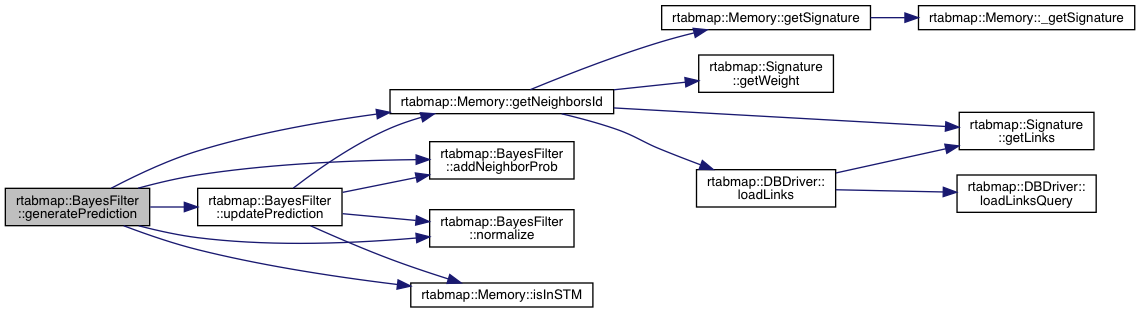 rtabmap::Memory::getSignature
rtabmap::Memory::_getSignature
rtabmap::Signature
::getWeight
rtabmap::Memory::getNeighborsId
rtabmap::Signature
::getLinks
rtabmap::BayesFilter
::addNeighborProb
rtabmap::DBDriver::
loadLinks
rtabmap::BayesFilter
::generatePrediction
rtabmap::BayesFilter
::updatePrediction
rtabmap::DBDriver::
loadLinksQuery
rtabmap::BayesFilter
::normalize
rtabmap::Memory::isInSTM